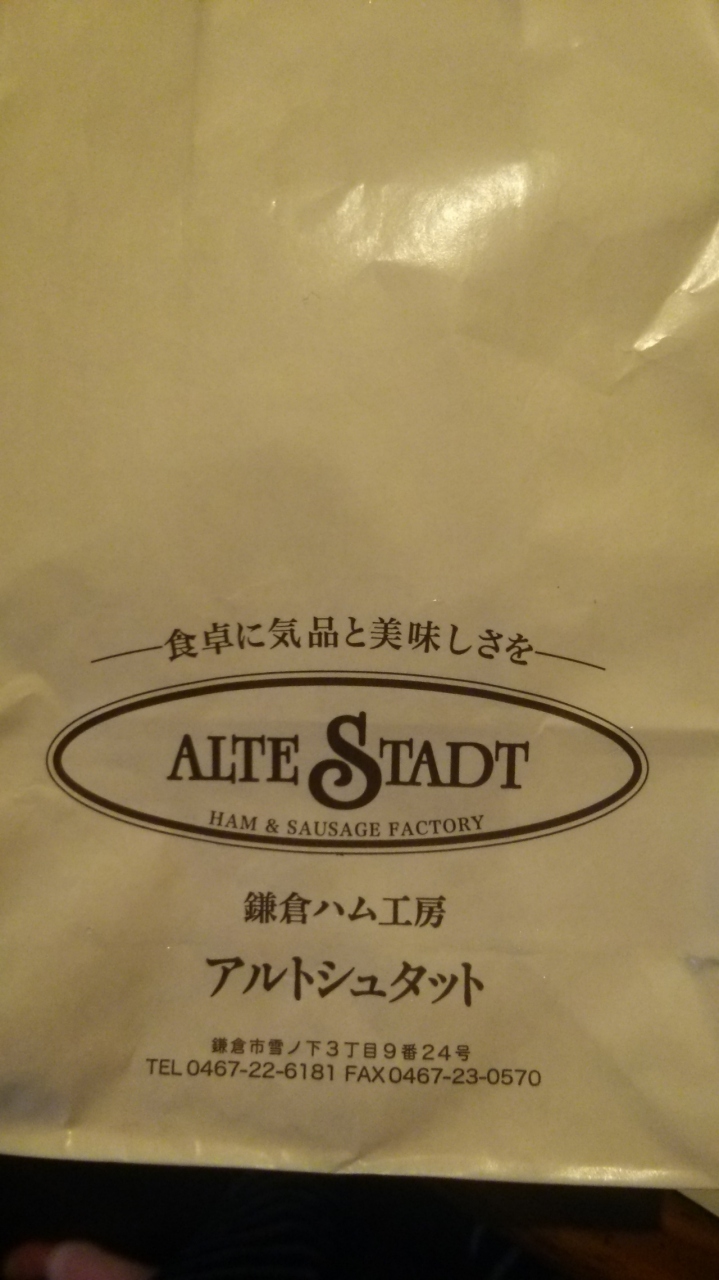 食卓に気品と美味しさを
ALTE STADT
HAM & SAUSAGE FACTORY
鎌倉ハム工房
アルトシュタット
鎌倉市雪ノ下3丁目9番24号
TEL 0467-22-6181 FAX 0467-23-0570